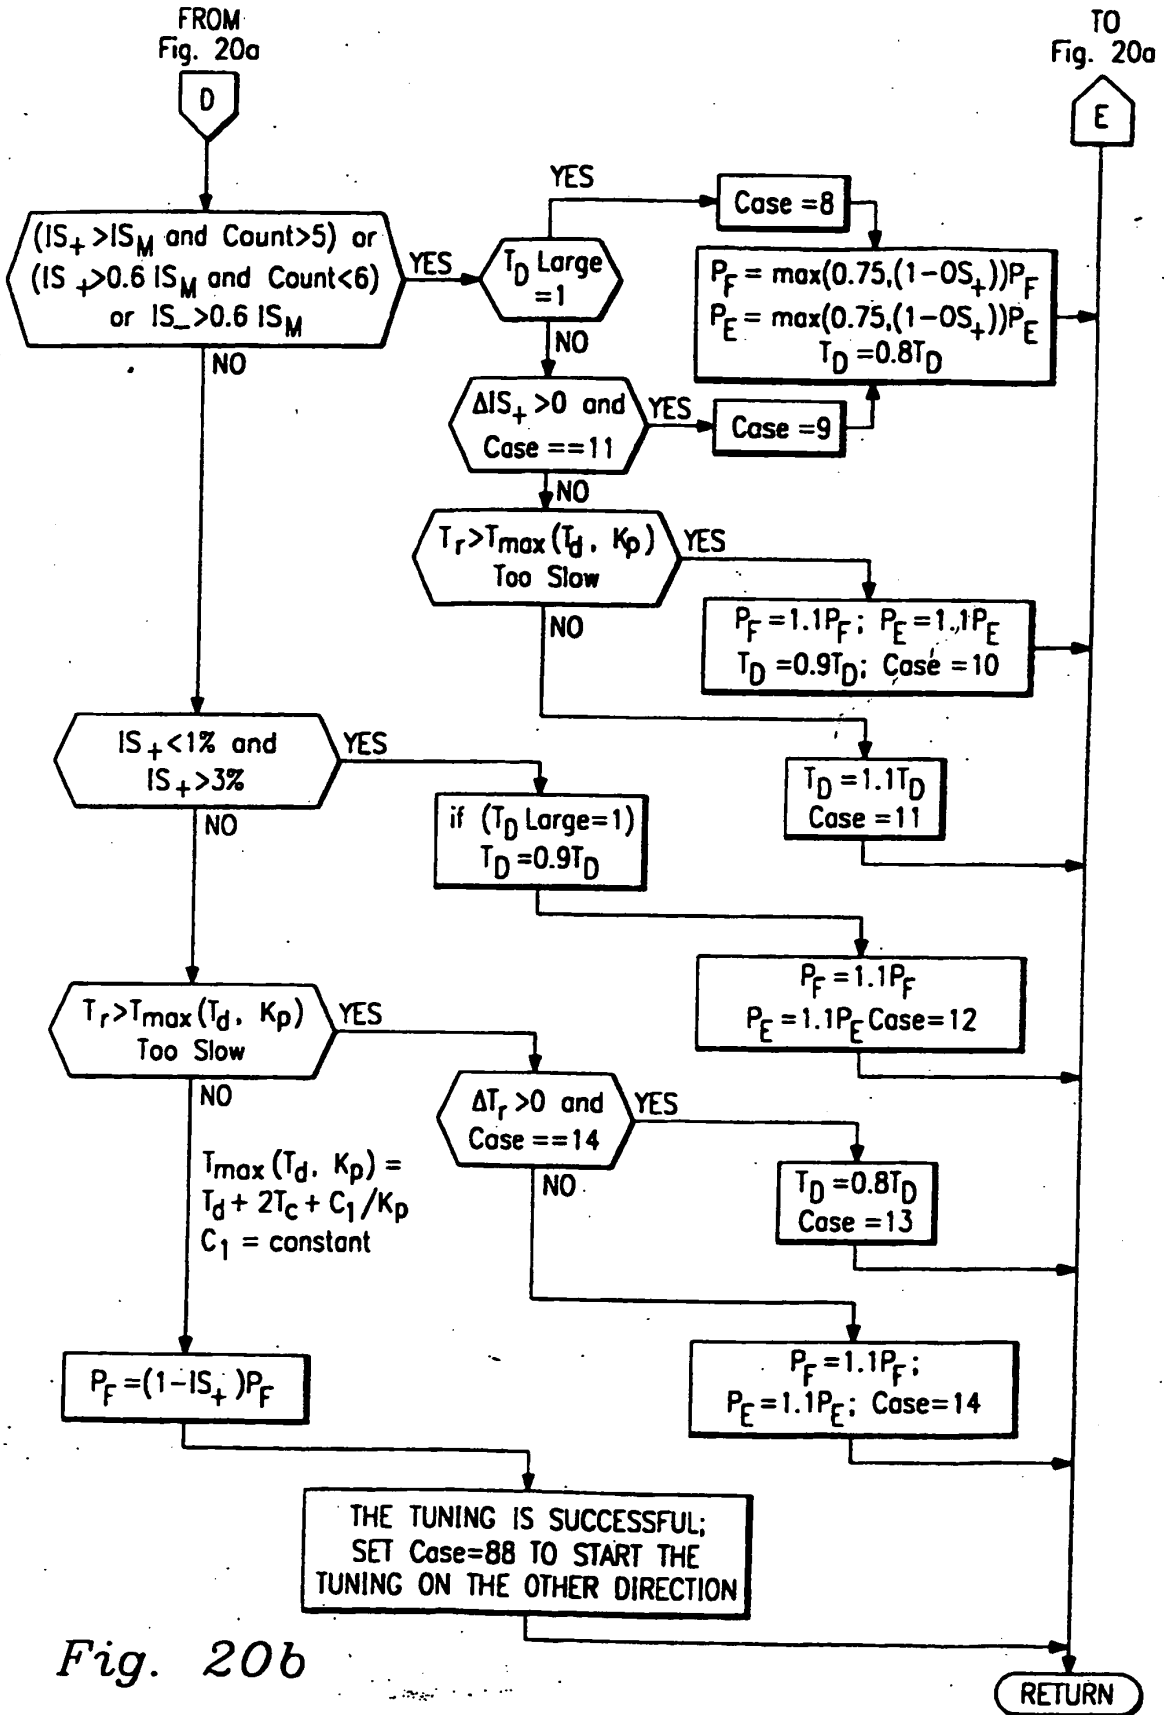 FROM
Fig. 20a
D
TO
Fig. 20a
E
(IS+ >ISM and Count>5) or
(IS+ >0.6 ISM and Count<6)
or IS− >0.6 ISM
YES
NO
TD Large
=1
YES
NO
Case =8
PF = max(0.75,(1−OS+))PF
PE = max(0.75,(1−OS+))PE
TD =0.8TD
ΔIS+ >0 and
Case ==11
YES
NO
Case =9
Tr >Tmax (Td, Kp)
Too Slow
YES
NO
PF =1.1PF; PE =1.1PE
TD =0.9TD; Case =10
TD =1.1TD
Case =11
IS+ <1% and
IS+ >3%
YES
NO
if (TD Large=1)
TD =0.9TD
PF =1.1PF
PE =1.1PE Case=12
Tr >Tmax (Td, Kp)
Too Slow
YES
NO
ΔTr >0 and
Case ==14
YES
NO
TD =0.8TD
Case =13
Tmax (Td, Kp) =
Td + 2Tc + C1/Kp
C1 = constant
PF =1.1PF;
PE =1.1PE; Case=14
PF =(1−IS+)PF
THE TUNING IS SUCCESSFUL;
SET Case=88 TO START THE
TUNING ON THE OTHER DIRECTION
RETURN
Fig. 20b